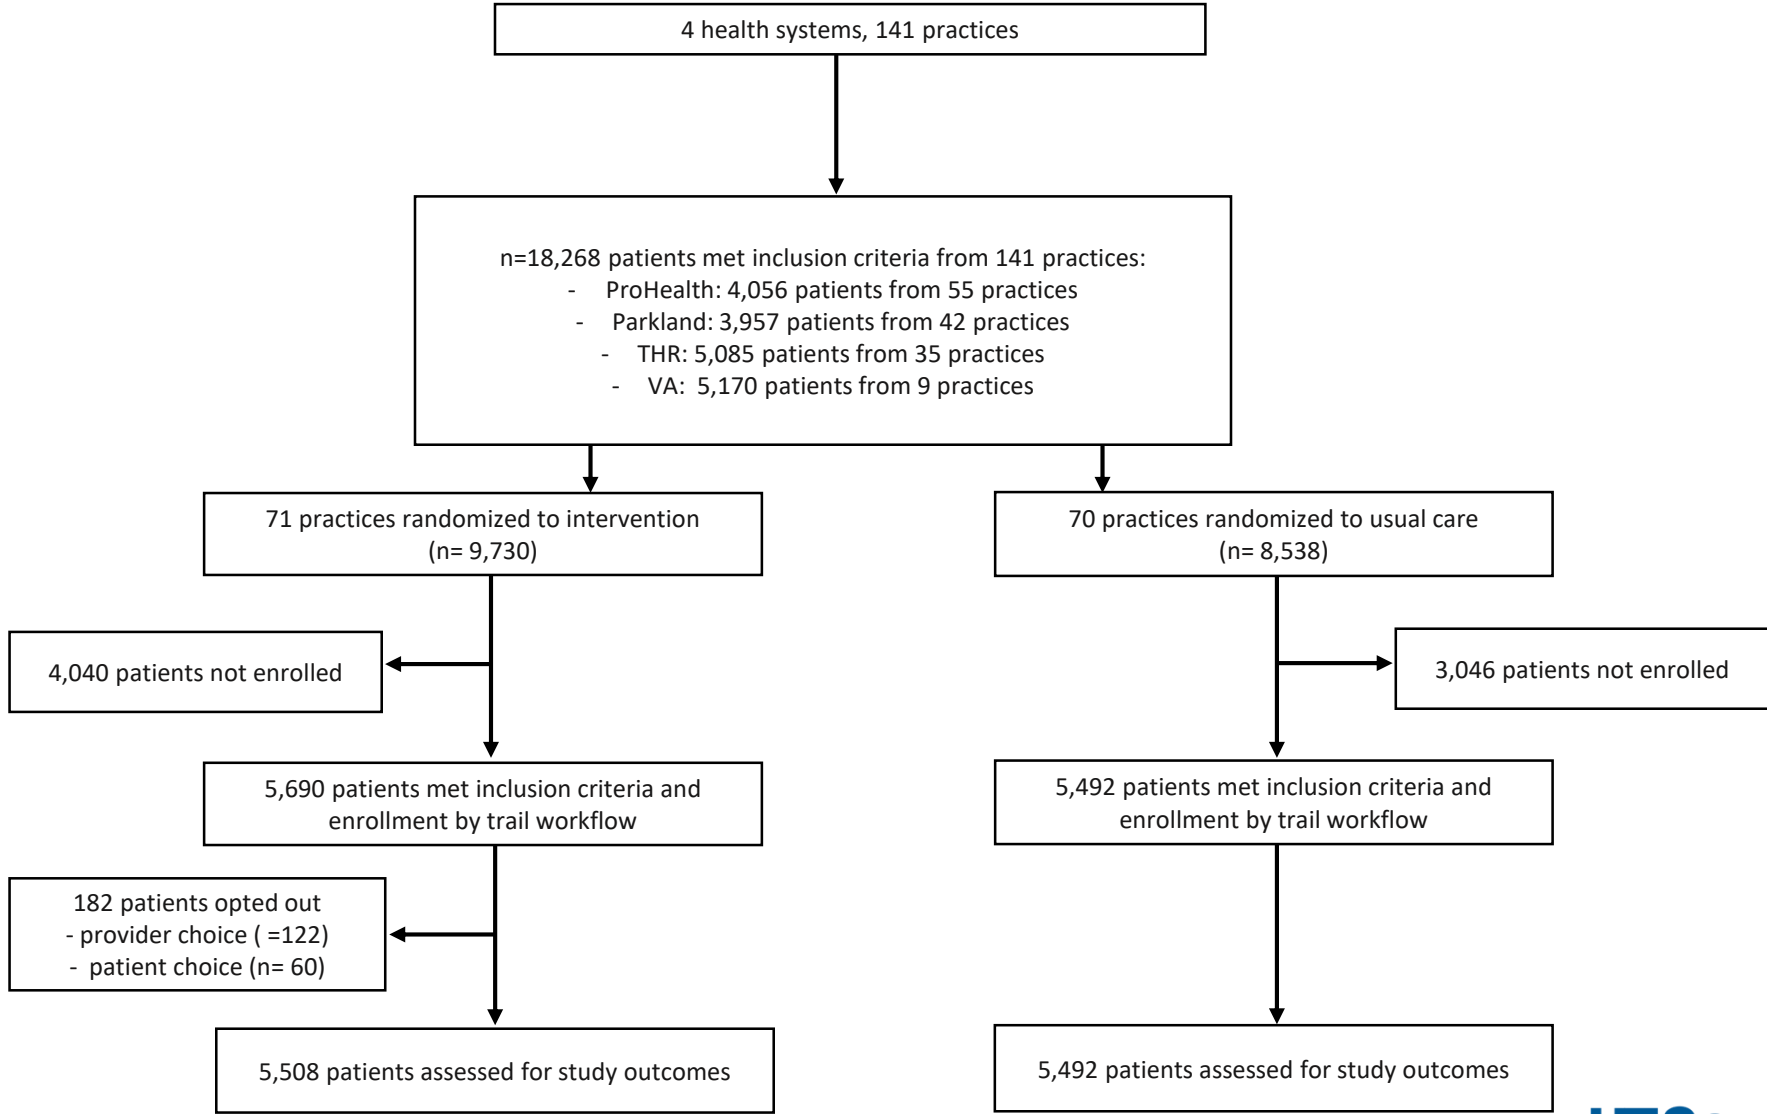 4 health systems, 141 practices
n=18,268 patients met inclusion criteria from 141 practices:
- ProHealth: 4,056 patients from 55 practices
- Parkland: 3,957 patients from 42 practices
- THR: 5,085 patients from 35 practices
- VA: 5,170 patients from 9 practices
71 practices randomized to intervention
(n= 9,730)
70 practices randomized to usual care
(n= 8,538)
4,040 patients not enrolled
3,046 patients not enrolled
5,690 patients met inclusion criteria and
enrollment by trail workflow
5,492 patients met inclusion criteria and
enrollment by trail workflow
182 patients opted out
- provider choice ( =122)
- patient choice (n= 60)
5,508 patients assessed for study outcomes
5,492 patients assessed for study outcomes